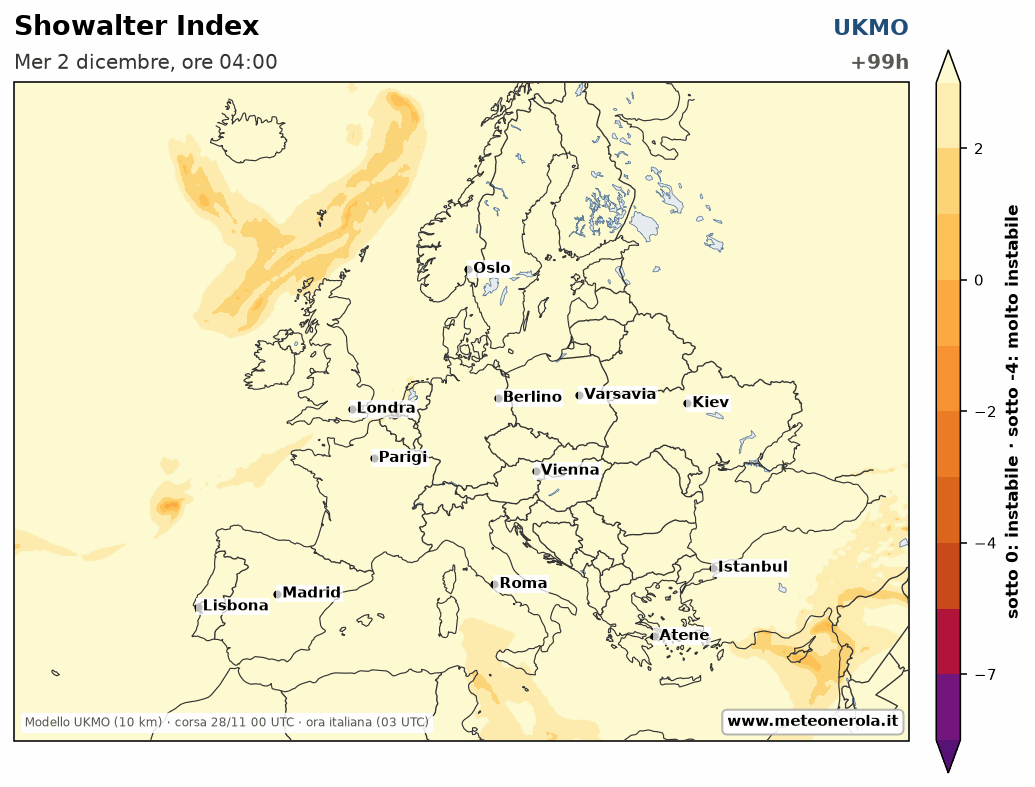 Showalter Index
UKMO
Mer 2 dicembre, ore 04:00
+99h
Oslo
Berlino
Varsavia
Kiev
Londra
Parigi
Vienna
Istanbul
Roma
Madrid
Lisbona
Atene
Modello UKMO (10 km) · corsa 28/11 00 UTC · ora italiana (03 UTC)
www.meteonerola.it
2
0
−2
−4
−7
sotto 0: instabile · sotto -4: molto instabile